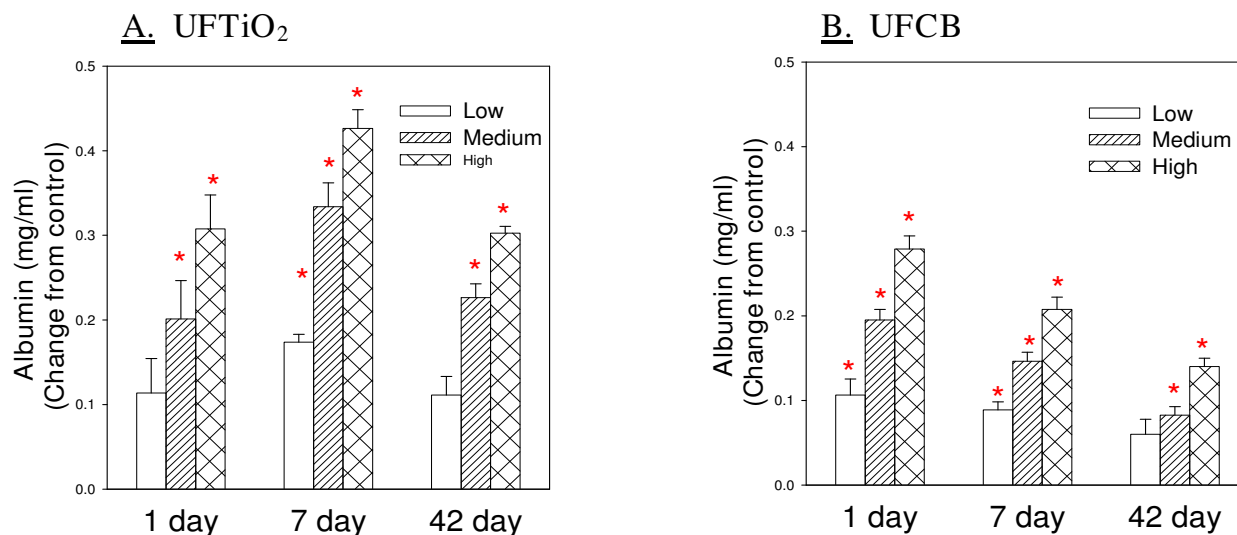 A. UFTiO₂
0.5
0.4
0.3
0.2
0.1
0.0
Albumin (mg/ml)
(Change from control)
Low
Medium
High
* * * * * * * *
1 day 7 day 42 day
B. UFCB
0.5
0.4
0.3
0.2
0.1
0.0
Albumin (mg/ml)
(Change from control)
Low
Medium
High
* * * * * * * *
1 day 7 day 42 day